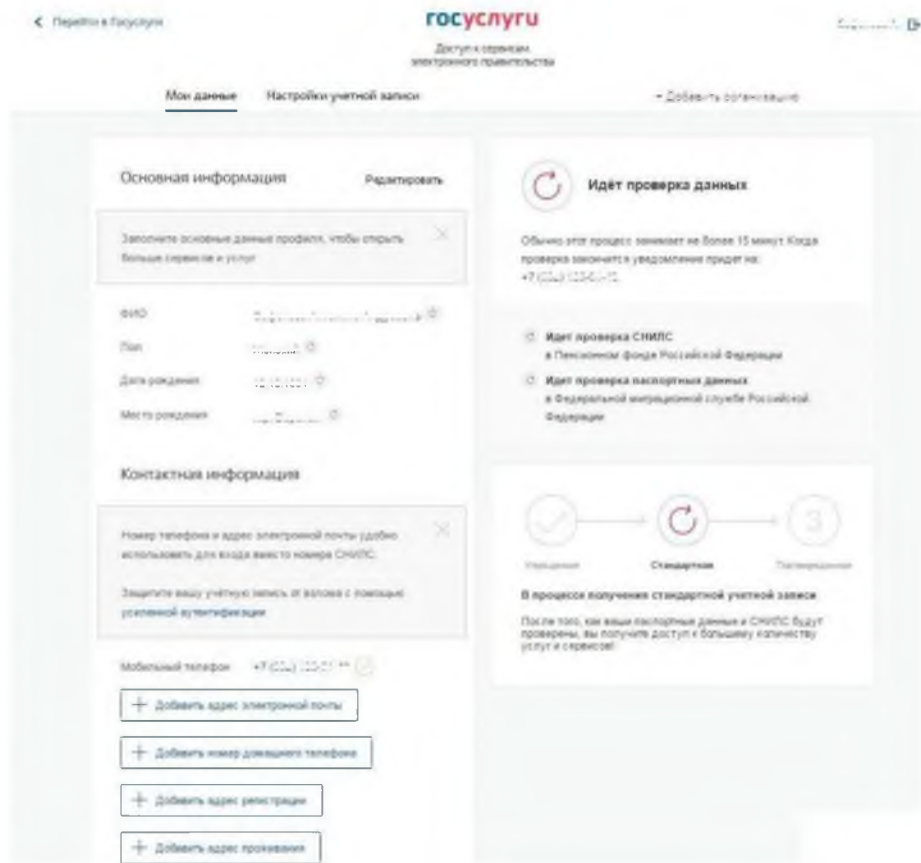 Перейти в Госуслуги
госуслуги
Доступ к сервисам
электронного правительства
Мои данные
Настройки учетной записи
+ Добавить организацию
Основная информация
Редактировать
Заполните основные данные профиля, чтобы открыть
больше сервисов и услуг
ФИО
Пол
Дата рождения
Место рождения
Контактная информация
Номер телефона и адрес электронной почты удобно
использовать для входа вместо номера СНИЛС.
Защитите вашу учётную запись от взлома с помощью
усиленной аутентификации
Мобильный телефон +7
+ Добавить адрес электронной почты
+ Добавить номер домашнего телефона
+ Добавить адрес регистрации
+ Добавить адрес проживания
Идёт проверка данных
Обычно этот процесс занимает не более 15 минут. Когда
проверка закончится уведомление придет на:
+7
Идет проверка СНИЛС
в Пенсионном фонде Российской Федерации
Идет проверка паспортных данных
в Федеральной миграционной службе Российской
Федерации
3
Упрощенная
Стандартная
Подтвержденная
В процессе получения стандартной учетной записи
После того, как ваши паспортные данные и СНИЛС будут
проверены, вы получите доступ к большему количеству
услуг и сервисов!